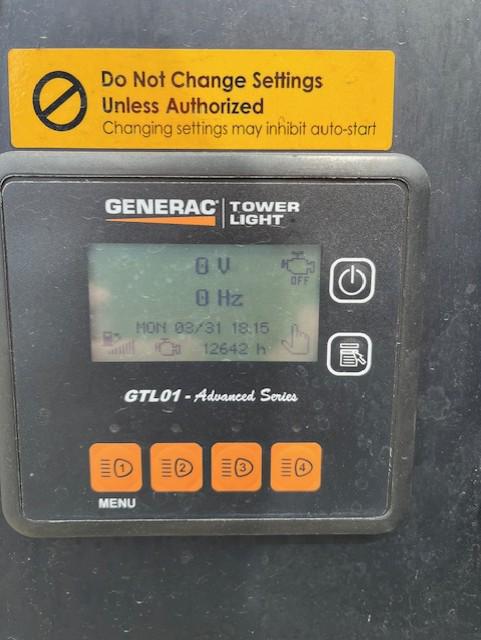 Do Not Change Settings
Unless Authorized
Changing settings may inhibit auto-start
GENERAC | TOWER LIGHT
0 V
OFF
0 Hz
MON 03/31 18:15
12642 h
GTL01 - Advanced Series
1 2 3 4
MENU